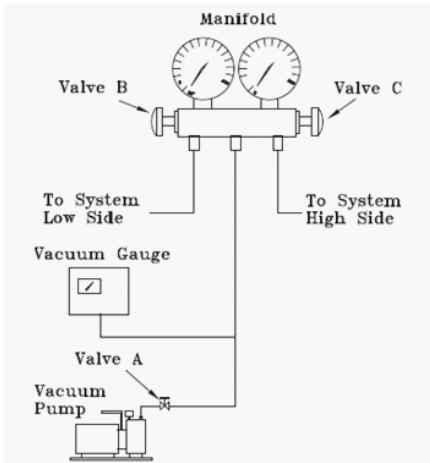 Manifold
Valve B
Valve C
To System
Low Side
To System
High Side
Vacuum Gauge
Valve A
Vacuum
Pump